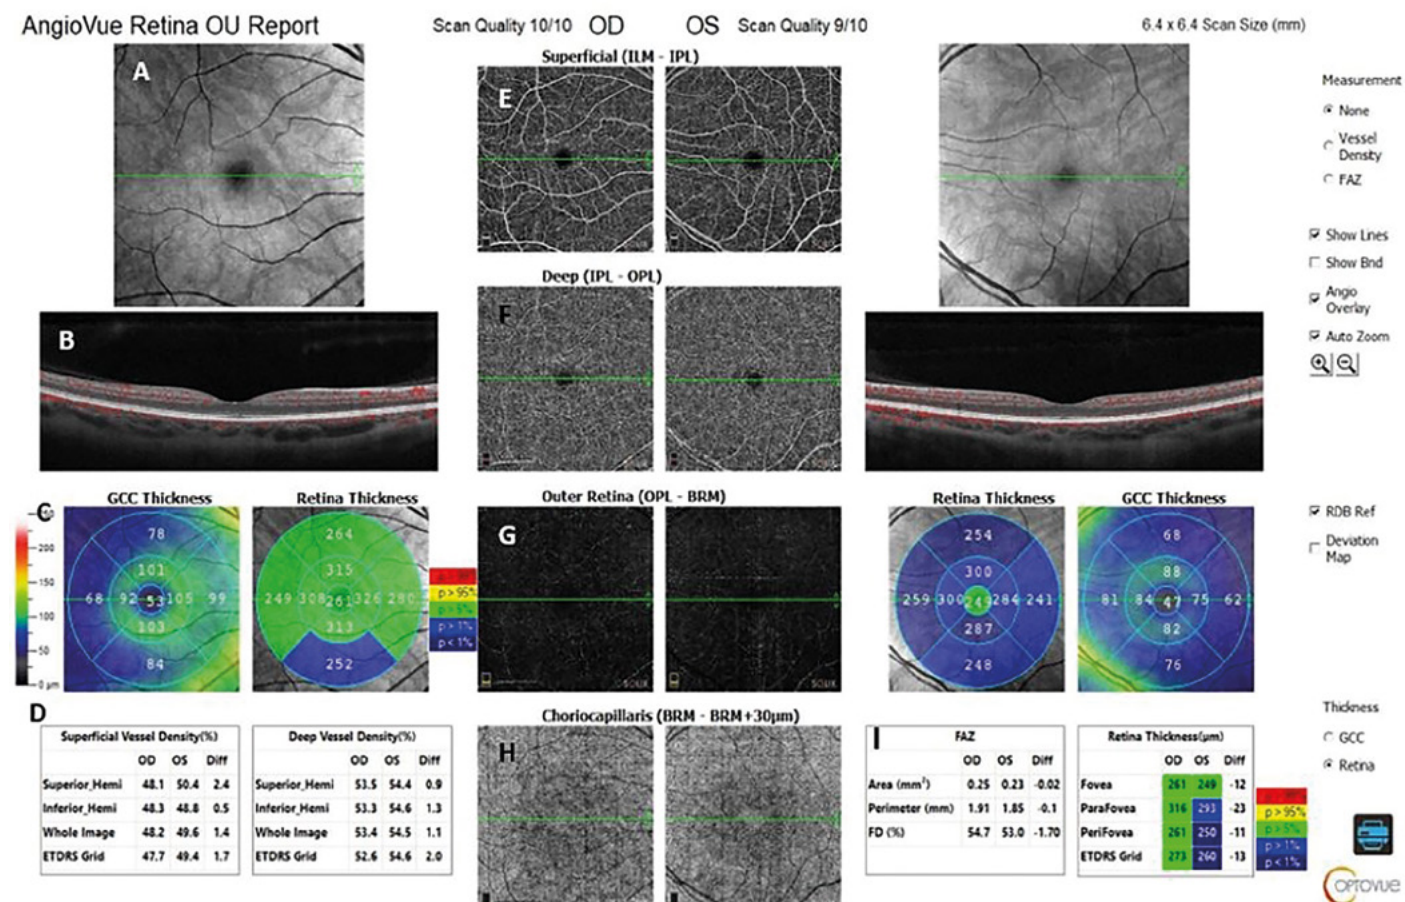 AngioVue Retina OU Report
Scan Quality 10/10 OD OS Scan Quality 9/10
6.4 x 6.4 Scan Size (mm)
Superficial (ILM - IPL)
A
E
Measurement
None
Vessel Density
FAZ
Show Lines
Show Bnd
Angio Overlay
Auto Zoom
Deep (IPL - OPL)
B
F
GCC Thickness
Retina Thickness
Outer Retina (OPL - BRM)
Retina Thickness
GCC Thickness
C
200
150
100
50
0 µm
78
101
68 92 53 105 99
103
84
264
315
249 308 261 326 280
313
252
p > 95%
p > 5%
p > 1%
p < 1%
G
SOLIX
SOLIX
254
300
259 300 249 284 241
287
248
68
88
81 84 47 75 62
82
76
RDB Ref
Deviation Map
D
Choriocapillaris (BRM - BRM+30µm)
H
Superficial Vessel Density(%)
OD OS Diff
Superior_Hemi 48.1 50.4 2.4
Inferior_Hemi 48.3 48.8 0.5
Whole Image 48.2 49.6 1.4
ETDRS Grid 47.7 49.4 1.7
Deep Vessel Density(%)
OD OS Diff
Superior_Hemi 53.5 54.4 0.9
Inferior_Hemi 53.3 54.6 1.3
Whole Image 53.4 54.5 1.1
ETDRS Grid 52.6 54.6 2.0
I
FAZ
OD OS Diff
Area (mm²) 0.25 0.23 -0.02
Perimeter (mm) 1.91 1.85 -0.1
FD (%) 54.7 53.0 -1.70
Retina Thickness(µm)
OD OS Diff
Fovea 261 249 -12
ParaFovea 316 293 -23
PeriFovea 261 250 -11
ETDRS Grid 273 260 -13
p > 95%
p > 5%
p > 1%
p < 1%
Thickness
GCC
Retina
OPTOVUE